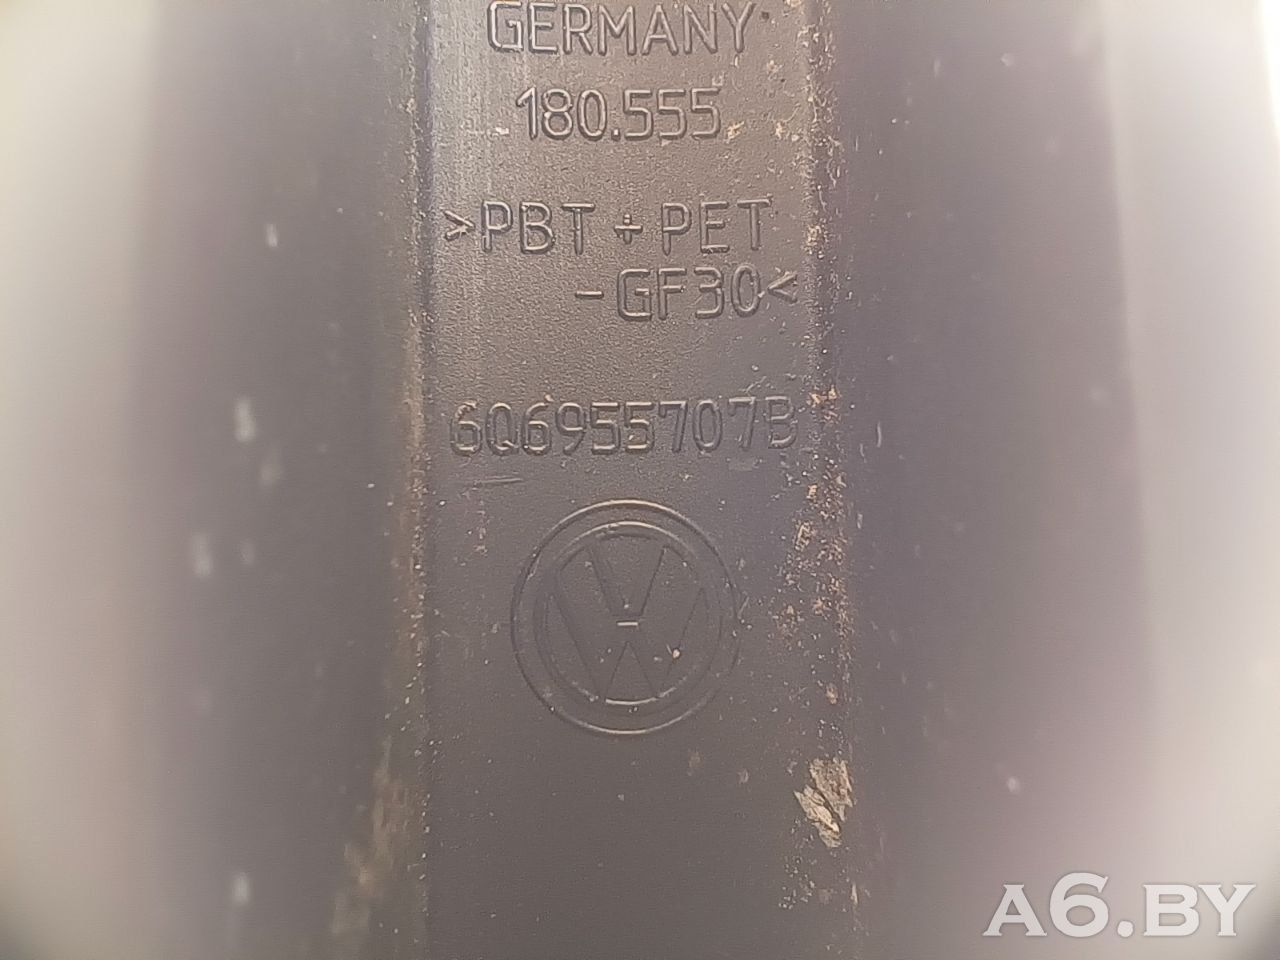 GERMANY
180.555
>PBT + PET
-GF30<
6Q6955707B
A6.BY